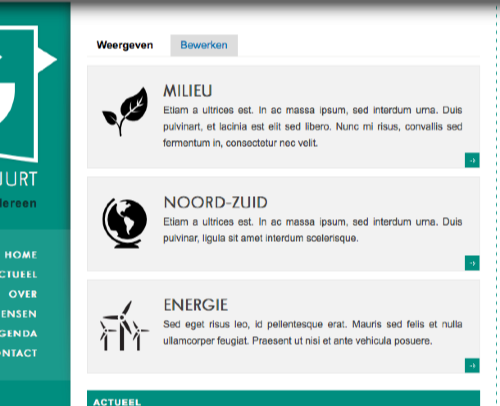 Weergeven Bewerken
MILIEU
Etiam a ultrices est. In ac massa ipsum, sed interdum urna. Duis
pulvinart, et lacinia est elit sed libero. Nunc mi risus, convallis sed
fermentum in, consectetur nec velit.
NOORD-ZUID
Etiam a ultrices est. In ac massa ipsum, sed interdum urna. Duis
pulvinar, ligula sit amet interdum scelerisque.
ENERGIE
Sed eget risus leo, id pellentesque erat. Mauris sed felis et nulla
ullamcorper feugiat. Praesent ut nisi et ante vehicula posuere.
ACTUEEL
UURT
dereen
HOME
CTUEEL
OVER
ENSEN
GENDA
ONTACT